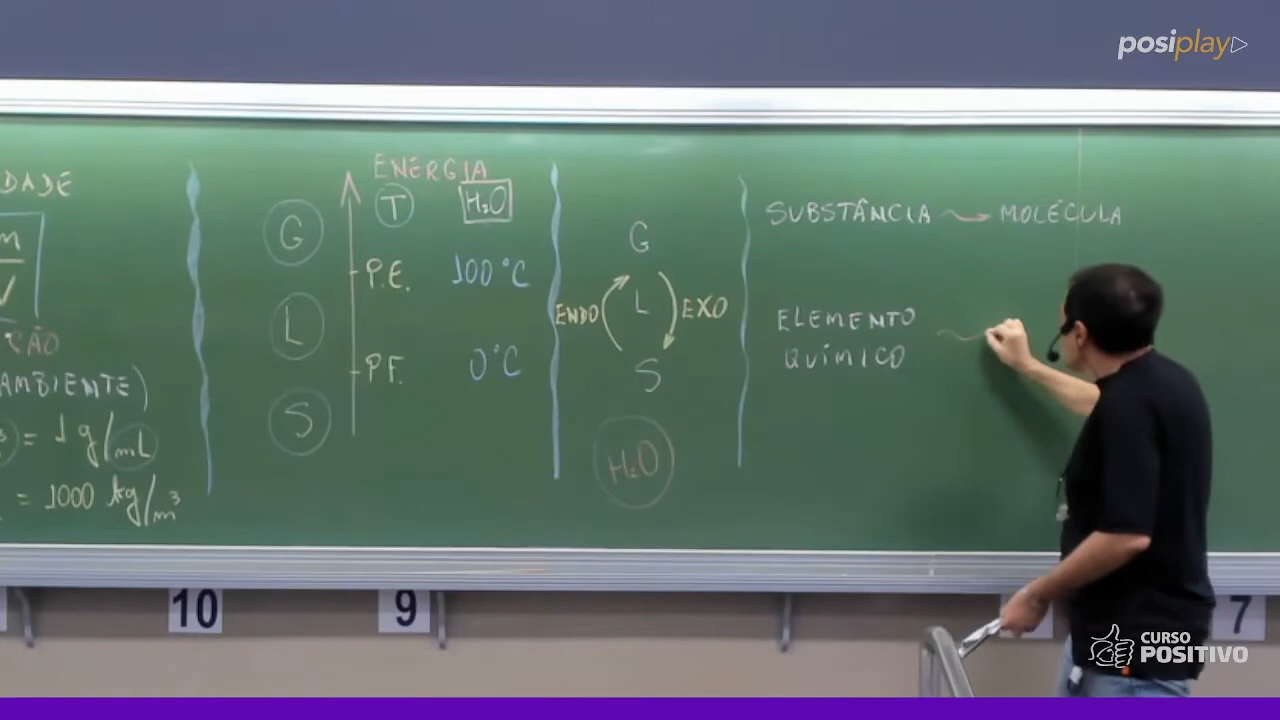 posiplay
DADE
m
V
ÇÃO
AMBIENTE)
= 1 g/mL
= 1000 kg/m³
ENERGIA
T H₂O
G
P.E. 100°C
L
P.F. 0°C
S
G
ENDO L EXO
S
H₂O
SUBSTÂNCIA → MOLÉCULA
ELEMENTO
QUÍMICO
10 9 7
CURSO
POSITIVO